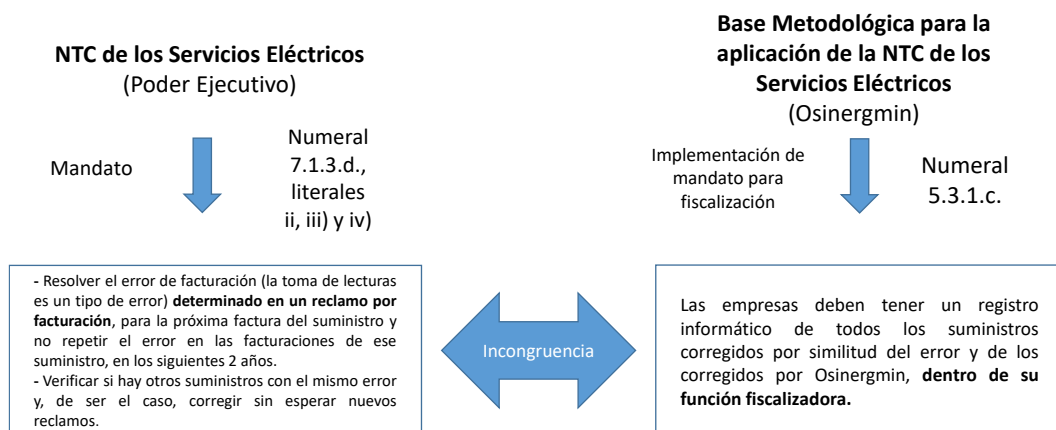 NTC de los Servicios Eléctricos
(Poder Ejecutivo)
Mandato
Numeral
7.1.3.d.,
literales
ii, iii) y iv)
- Resolver el error de facturación (la toma de lecturas
es un tipo de error) determinado en un reclamo por
facturación, para la próxima factura del suministro y
no repetir el error en las facturaciones de ese
suministro, en los siguientes 2 años.
- Verificar si hay otros suministros con el mismo error
y, de ser el caso, corregir sin esperar nuevos
reclamos.
Incongruencia
Base Metodológica para la
aplicación de la NTC de los
Servicios Eléctricos
(Osinergmin)
Implementación de
mandato para
fiscalización
Numeral
5.3.1.c.
Las empresas deben tener un registro
informático de todos los suministros
corregidos por similitud del error y de los
corregidos por Osinergmin, dentro de su
función fiscalizadora.